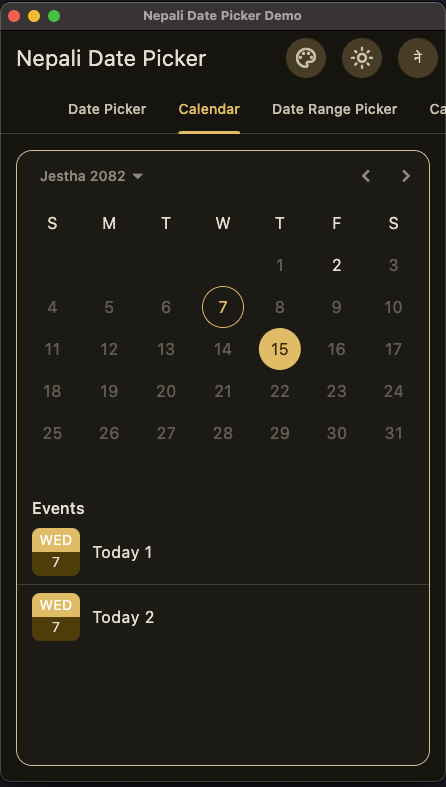 Nepali Date Picker Demo
Nepali Date Picker
ने
Date Picker Calendar Date Range Picker Ca
Jestha 2082
S M T W T F S
1 2 3
4 5 6 7 8 9 10
11 12 13 14 15 16 17
18 19 20 21 22 23 24
25 26 27 28 29 30 31
Events
WED
7
Today 1
WED
7
Today 2